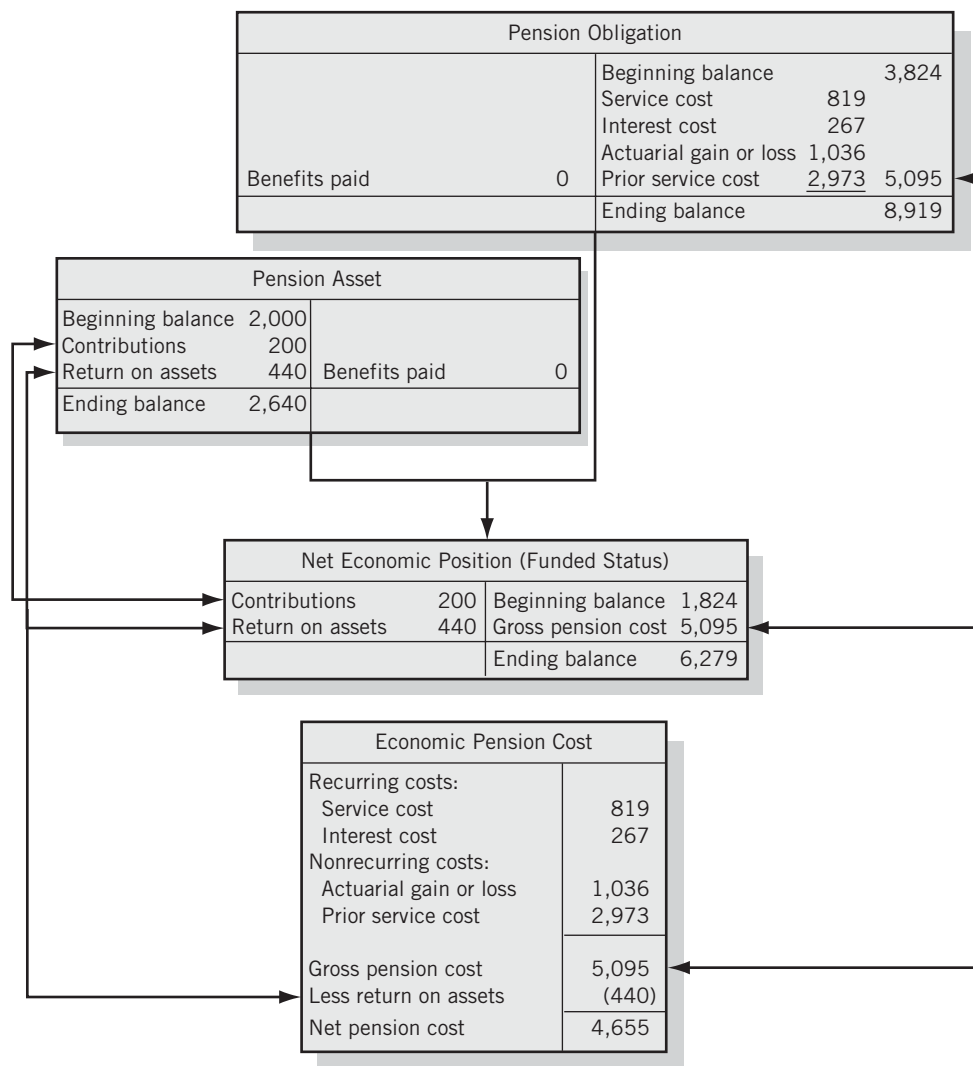 Pension Obligation
Beginning balance 3,824
Service cost 819
Interest cost 267
Actuarial gain or loss 1,036
Benefits paid 0 Prior service cost 2,973 5,095
Ending balance 8,919
Pension Asset
Beginning balance 2,000
Contributions 200
Return on assets 440 Benefits paid 0
Ending balance 2,640
Net Economic Position (Funded Status)
Contributions 200 Beginning balance 1,824
Return on assets 440 Gross pension cost 5,095
Ending balance 6,279
Economic Pension Cost
Recurring costs:
Service cost 819
Interest cost 267
Nonrecurring costs:
Actuarial gain or loss 1,036
Prior service cost 2,973
Gross pension cost 5,095
Less return on assets (440)
Net pension cost 4,655